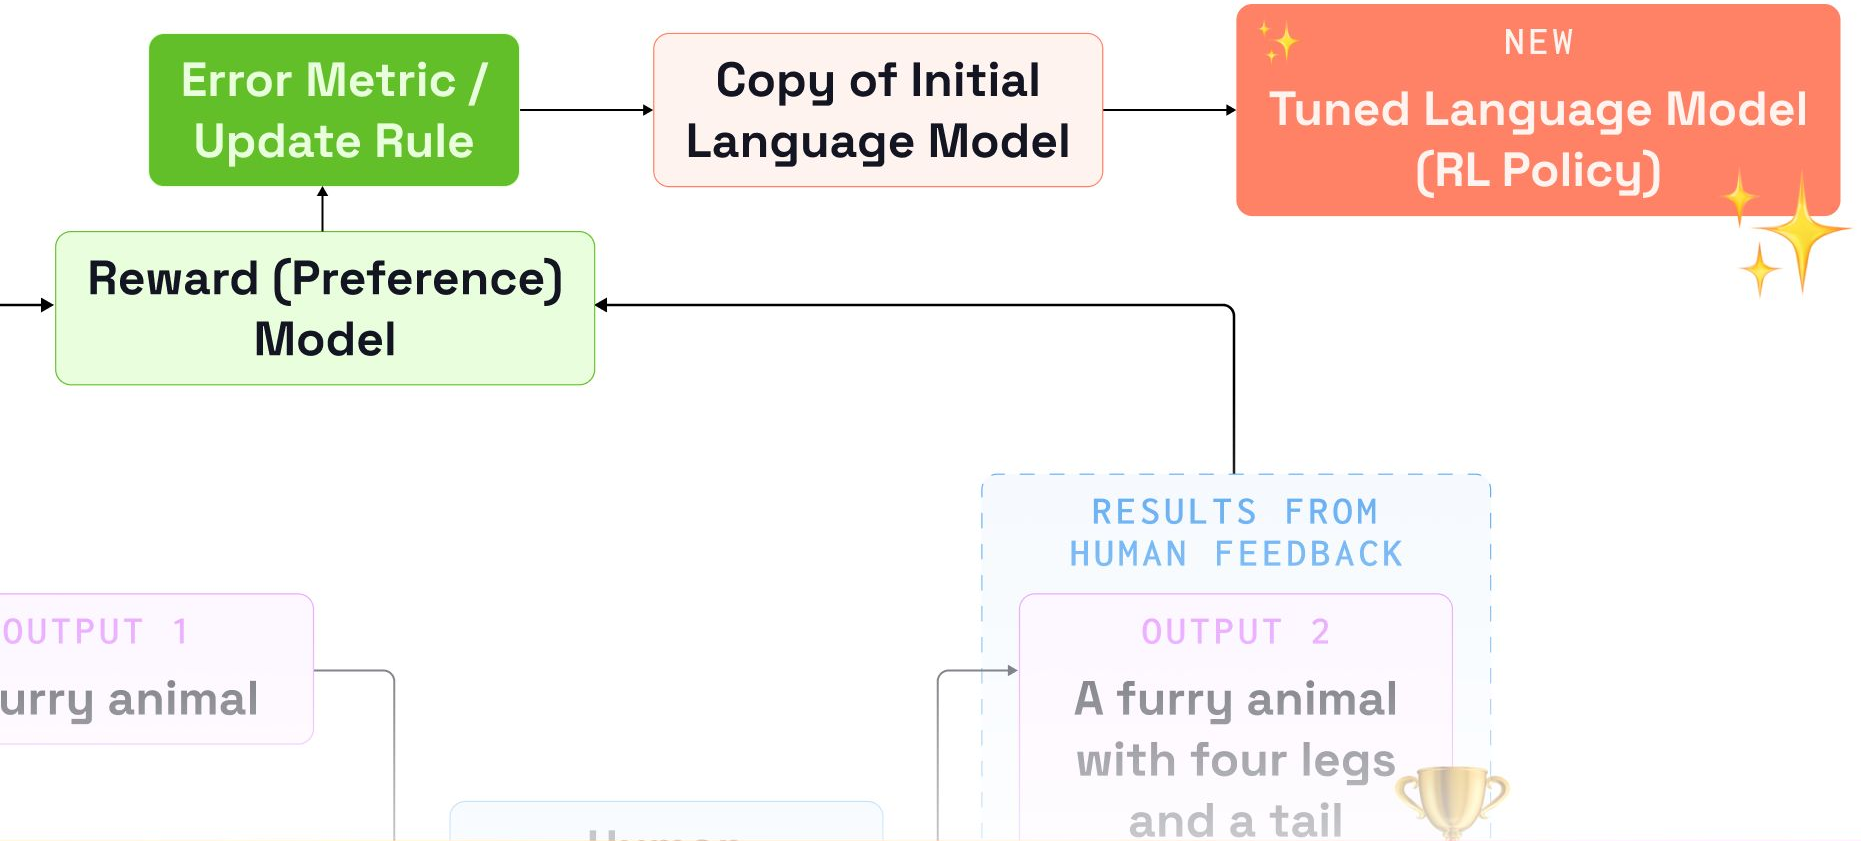 Error Metric /
Update Rule
Copy of Initial
Language Model
NEW
Tuned Language Model
(RL Policy)
Reward (Preference)
Model
RESULTS FROM
HUMAN FEEDBACK
OUTPUT 1
urry animal
OUTPUT 2
A furry animal
with four legs
and a tail
Human